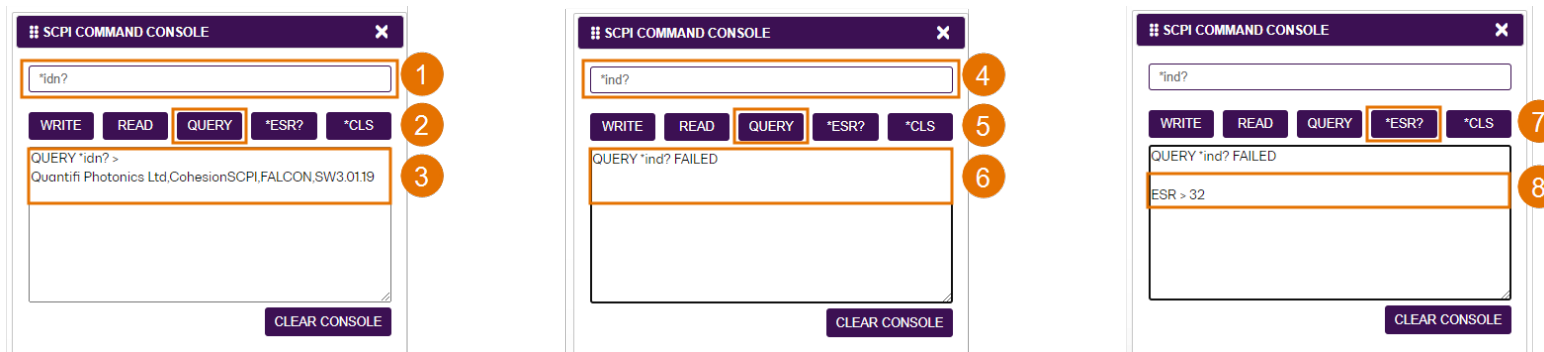 SCPI COMMAND CONSOLE
*idn?
1
WRITE READ QUERY *ESR? *CLS
2
QUERY *idn? >
Quantifi Photonics Ltd,CohesionSCPI,FALCON,SW3.01.19
3
CLEAR CONSOLE
SCPI COMMAND CONSOLE
*ind?
4
WRITE READ QUERY *ESR? *CLS
5
QUERY *ind? FAILED
6
CLEAR CONSOLE
SCPI COMMAND CONSOLE
*ind?
WRITE READ QUERY *ESR? *CLS
7
QUERY *ind? FAILED
ESR > 32
8
CLEAR CONSOLE